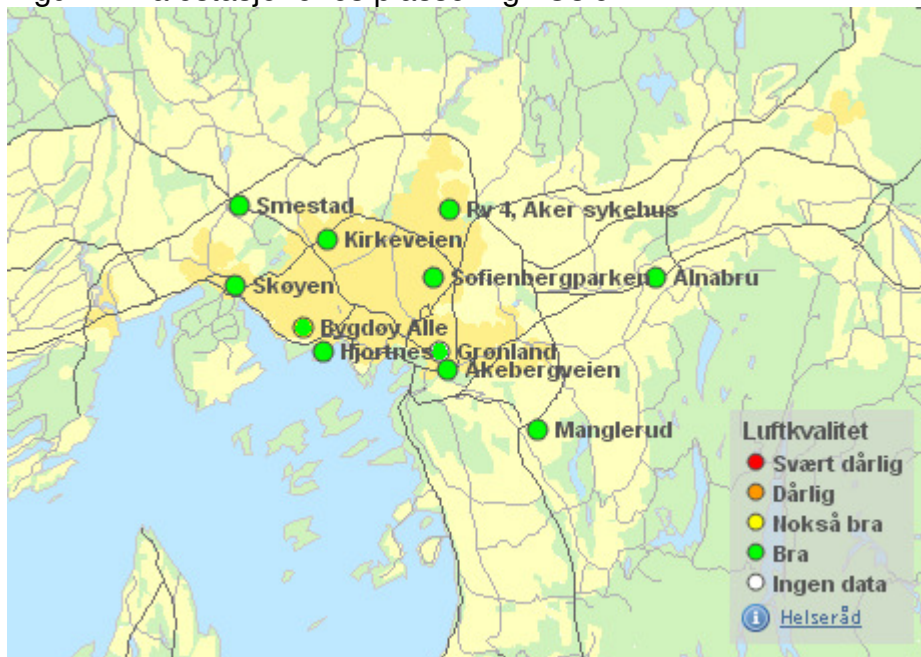 Smestad
Rv 4, Aker sykehus
Kirkeveien
Sofienbergparken
Alnabru
Skøyen
Bygdøy Alle
Hjortnes
Grønland
Åkebergveien
Manglerud
Luftkvalitet
Svært dårlig
Dårlig
Nokså bra
Bra
Ingen data
i
Helseråd